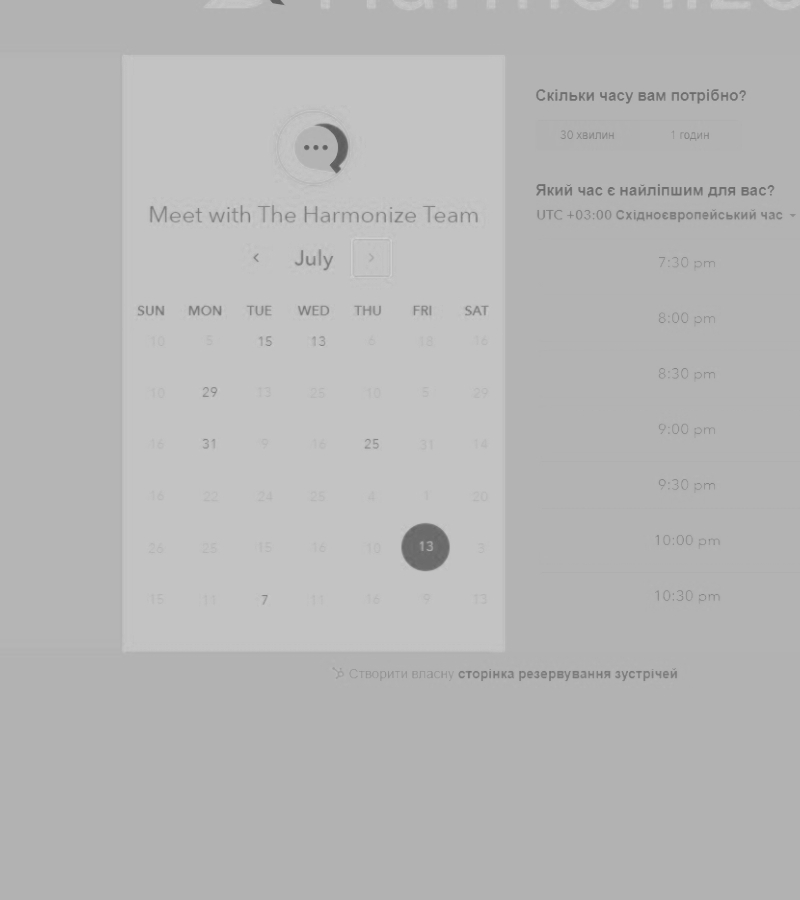 Harmonize
Meet with The Harmonize Team
July
SUN MON TUE WED THU FRI SAT
10 5 15 13 6 18 16
10 29 13 25 10 5 29
16 31 9 16 25 31 14
16 22 24 25 4 1 20
26 25 15 16 10 13 3
15 11 7 11 16 9 13
Скільки часу вам потрібно?
30 хвилин 1 годин
Який час є найліпшим для вас?
UTC +03:00 Східноєвропейський час
7:30 pm
8:00 pm
8:30 pm
9:00 pm
9:30 pm
10:00 pm
10:30 pm
Створити власну сторінка резервування зустрічей